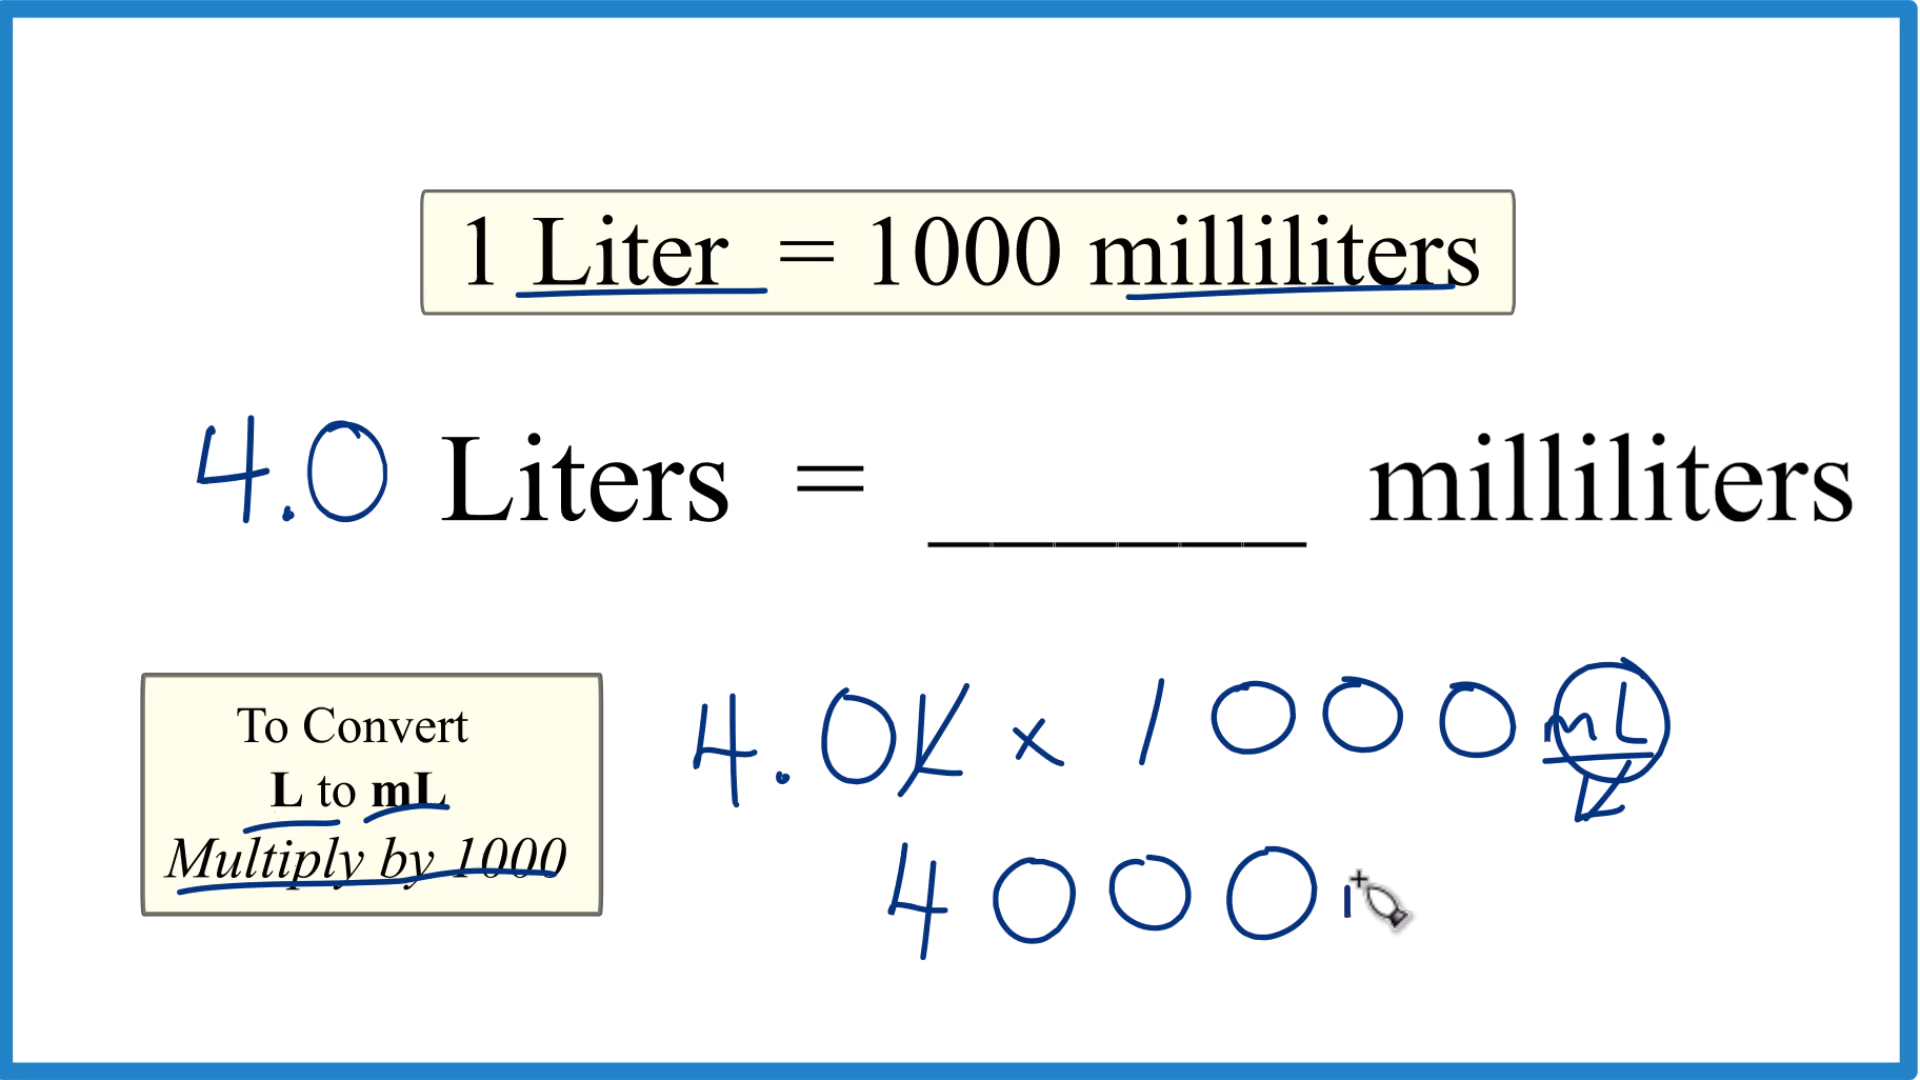 1 Liter = 1000 milliliters
4.0 Liters = ______ milliliters
To Convert
L to mL
Multiply by 1000
4.0L x 1000 mL
L
4000